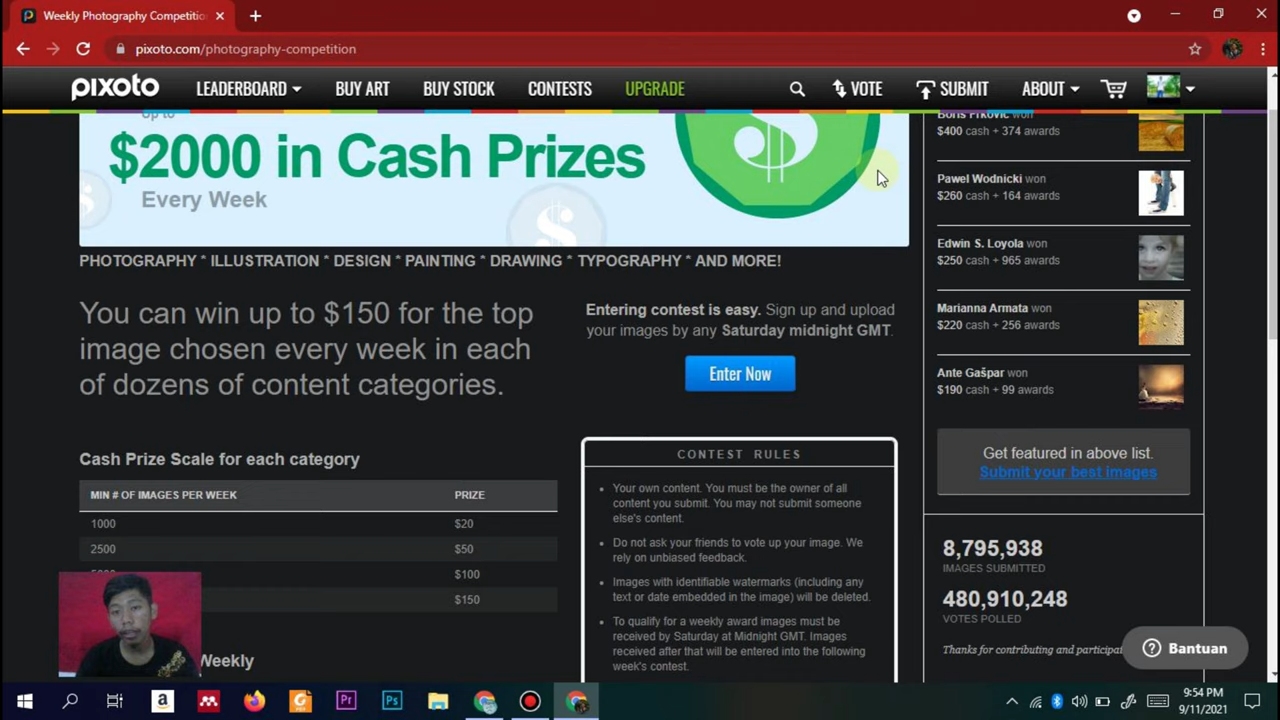 Weekly Photography Competitio
pixoto.com/photography-competition
pixoto
LEADERBOARD
BUY ART
BUY STOCK
CONTESTS
UPGRADE
VOTE
SUBMIT
ABOUT
Up to
$2000 in Cash Prizes
Every Week
PHOTOGRAPHY * ILLUSTRATION * DESIGN * PAINTING * DRAWING * TYPOGRAPHY * AND MORE!
You can win up to $150 for the top
image chosen every week in each
of dozens of content categories.
Entering contest is easy. Sign up and upload
your images by any Saturday midnight GMT.
Enter Now
Cash Prize Scale for each category
MIN # OF IMAGES PER WEEK PRIZE
1000 $20
2500 $50
$100
$150
Weekly
CONTEST RULES
Your own content. You must be the owner of all
content you submit. You may not submit someone
else's content.
Do not ask your friends to vote up your image. We
rely on unbiased feedback.
Images with identifiable watermarks (including any
text or date embedded in the image) will be deleted.
To qualify for a weekly award images must be
received by Saturday at Midnight GMT. Images
received after that will be entered into the following
week's contest.
won
$400 cash + 374 awards
Pawel Wodnicki won
$260 cash + 164 awards
Edwin S. Loyola won
$250 cash + 965 awards
Marianna Armata won
$220 cash + 256 awards
Ante Gašpar won
$190 cash + 99 awards
Get featured in above list.
Submit your best images
8,795,938
IMAGES SUBMITTED
480,910,248
VOTES POLLED
Thanks for contributing and participa
Bantuan
9:54 PM
9/11/2021